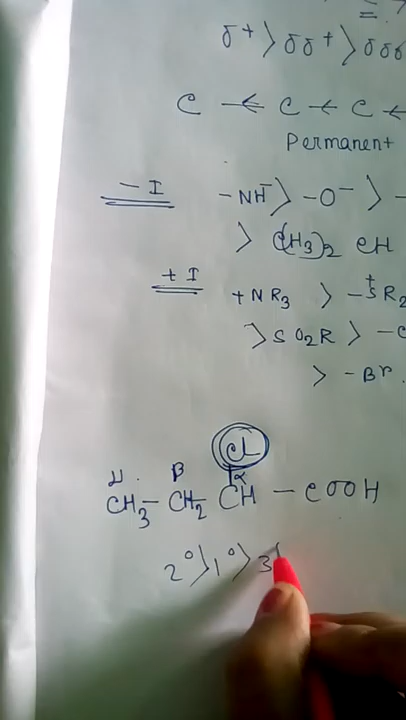 δ+ > δδ+ > δδδ
C ← C ← C ←
Permanent
- I -NH⁻ > -O⁻ > -
> (CH3)2 CH
+ I +NR3 > -S⁺R2
> SO2R > -C
> -Br
Cl
β α
CH3 - CH2 CH - COOH
2° > 1° > 3